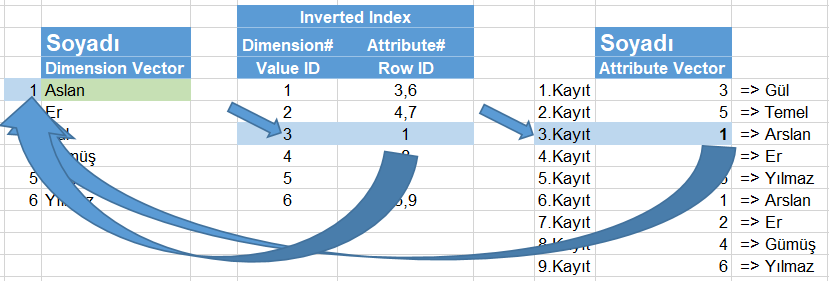 Soyadı
Dimension Vector
1 Aslan
Er
5
6 Yılmaz
Inverted Index
Dimension# Attribute#
Value ID Row ID
1 3,6
2 4,7
3 1
4
5
6
Soyadı
Attribute Vector
1.Kayıt 3 => Gül
2.Kayıt 5 => Temel
3.Kayıt 1 => Arslan
4.Kayıt => Er
5.Kayıt => Yılmaz
6.Kayıt 1 => Arslan
7.Kayıt 2 => Er
8.Kayıt 4 => Gümüş
9.Kayıt 6 => Yılmaz